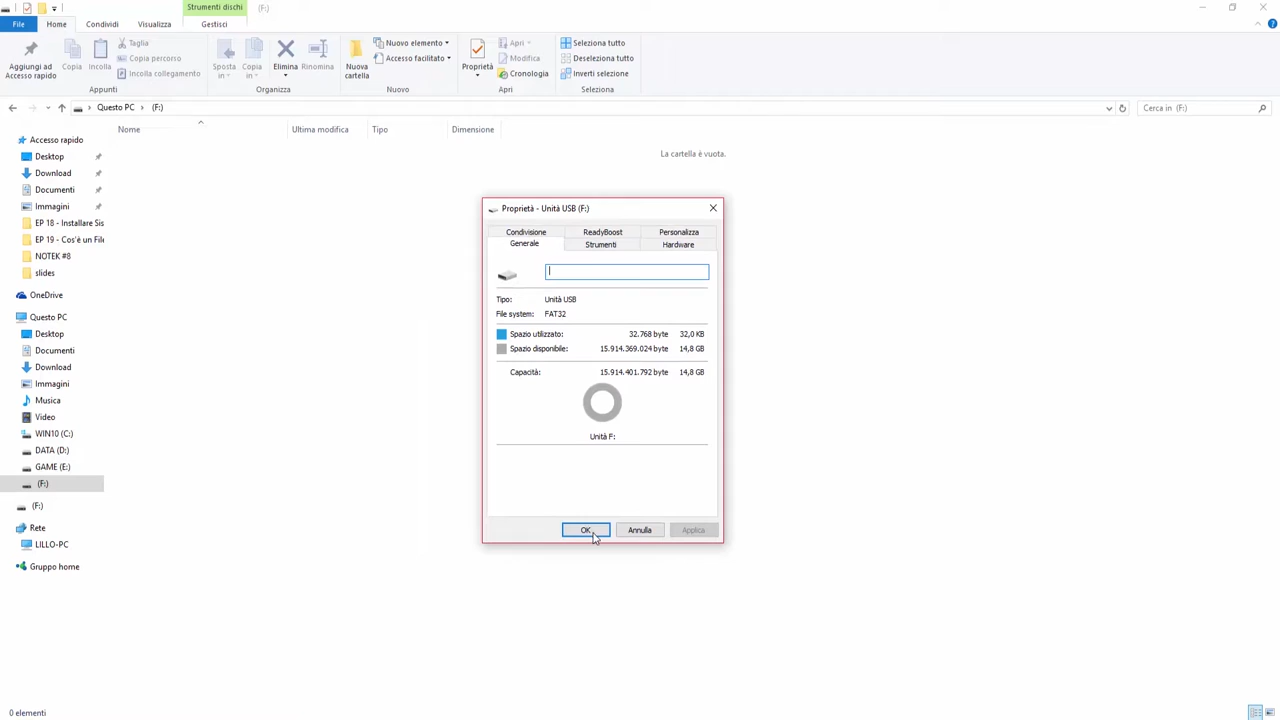 Strumenti dischi (F:)
File Home Condividi Visualizza Gestisci
Aggiungi ad Accesso rapido
Copia
Incolla
Taglia
Copia percorso
Incolla collegamento
Appunti
Sposta in
Copia in
Elimina
Rinomina
Organizza
Nuova cartella
Nuovo elemento
Accesso facilitato
Nuovo
Proprietà
Apri
Modifica
Cronologia
Apri
Seleziona tutto
Deseleziona tutto
Inverti selezione
Seleziona
Questo PC > (F:)
Cerca in (F:)
Nome Ultima modifica Tipo Dimensione
La cartella è vuota.
Accesso rapido
Desktop
Download
Documenti
Immagini
EP 18 - Installare Sis
EP 19 - Cos'è un File
NOTEK #8
slides
OneDrive
Questo PC
Desktop
Documenti
Download
Immagini
Musica
Video
WIN10 (C:)
DATA (D:)
GAME (E:)
(F:)
(F:)
Rete
LILLO-PC
Gruppo home
Proprietà - Unità USB (F:)
Condivisione ReadyBoost Personalizza
Generale Strumenti Hardware
Tipo: Unità USB
File system: FAT32
Spazio utilizzato: 32.768 byte 32,0 KB
Spazio disponibile: 15.914.369.024 byte 14,8 GB
Capacità: 15.914.401.792 byte 14,8 GB
Unità F:
OK Annulla Applica
0 elementi